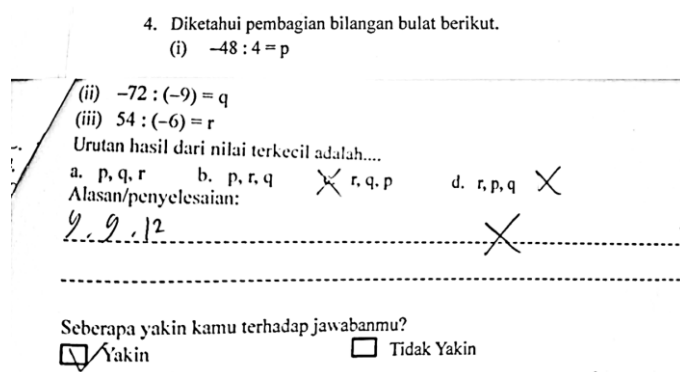 4. Diketahui pembagian bilangan bulat berikut.
(i) –48 : 4 = p
(ii) –72 : (–9) = q
(iii) 54 : (–6) = r
Urutan hasil dari nilai terkecil adalah....
a. p, q, r b. p, r, q r, q, p d. r, p, q
Alasan/penyelesaian:
9, 12
Seberapa yakin kamu terhadap jawabanmu?
Yakin Tidak Yakin